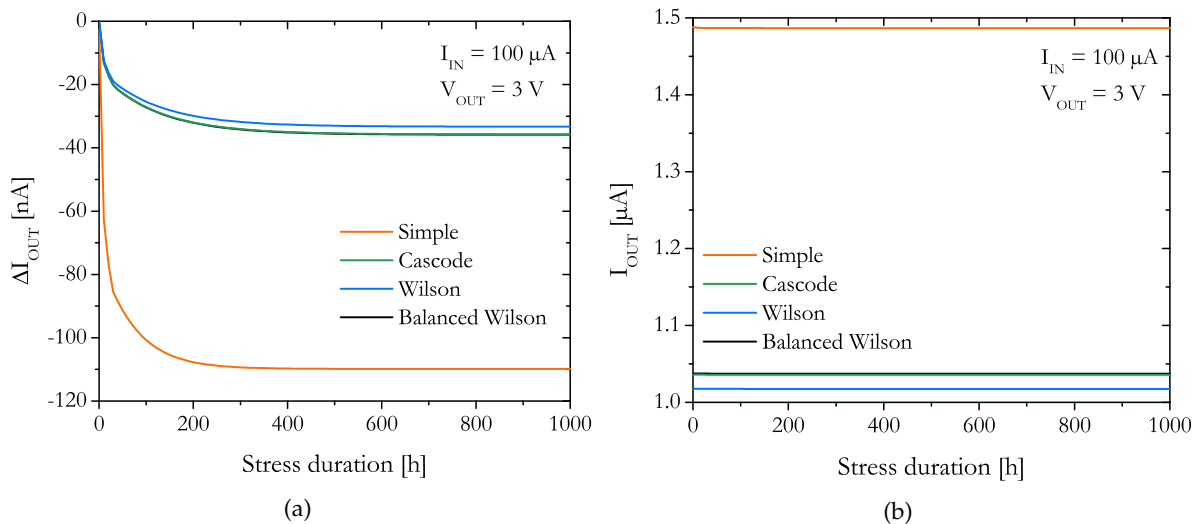 0
-20
-40
-60
-80
-100
-120
ΔI_OUT [nA]
I_IN = 100 μA
V_OUT = 3 V
Simple
Cascode
Wilson
Balanced Wilson
0 200 400 600 800 1000
Stress duration [h]
(a)
1.5
1.4
1.3
1.2
1.1
1.0
I_OUT [μA]
I_IN = 100 μA
V_OUT = 3 V
Simple
Cascode
Wilson
Balanced Wilson
0 200 400 600 800 1000
Stress duration [h]
(b)